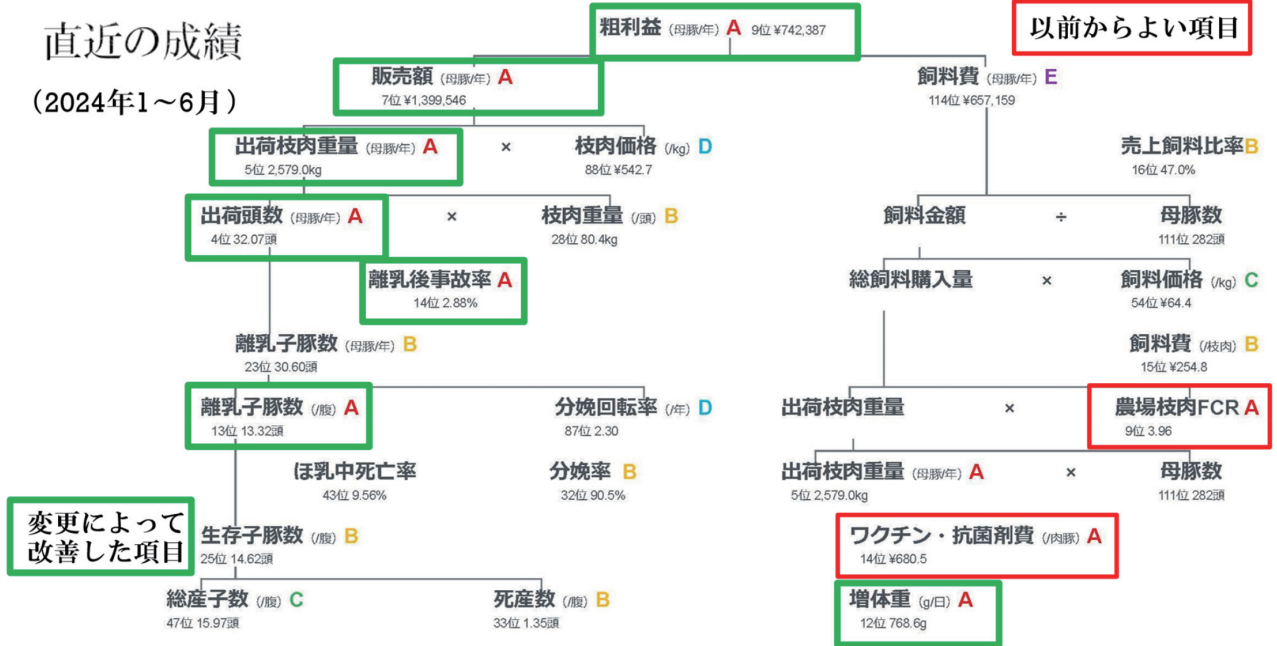 直近の成績
(2024年1～6月)
以前からよい項目
粗利益 (母豚/年) A 9位 ¥742,387
販売額 (母豚/年) A
7位 ¥1,399,546
飼料費 (母豚/年) E
114位 ¥657,159
出荷枝肉重量 (母豚/年) A
5位 2,579.0kg
×
枝肉価格 (/kg) D
88位 ¥542.7
売上飼料比率 B
16位 47.0%
出荷頭数 (母豚/年) A
4位 32.07頭
×
枝肉重量 (/頭) B
28位 80.4kg
飼料金額
÷
母豚数
111位 282頭
離乳後事故率 A
14位 2.88%
総飼料購入量
×
飼料価格 (/kg) C
54位 ¥64.4
離乳子豚数 (母豚/年) B
23位 30.60頭
飼料費 (/枝肉) B
15位 ¥254.8
離乳子豚数 (/腹) A
13位 13.32頭
分娩回転率 (/年) D
87位 2.30
出荷枝肉重量
×
農場枝肉FCR A
9位 3.96
ほ乳中死亡率
43位 9.56%
分娩率 B
32位 90.5%
出荷枝肉重量 (母豚/年) A
5位 2,579.0kg
×
母豚数
111位 282頭
変更によって
改善した項目
生存子豚数 (/腹) B
25位 14.62頭
ワクチン・抗菌剤費 (/肉豚) A
14位 ¥680.5
総産子数 (/腹) C
47位 15.97頭
死産数 (/腹) B
33位 1.35頭
増体重 (g/日) A
12位 768.6g